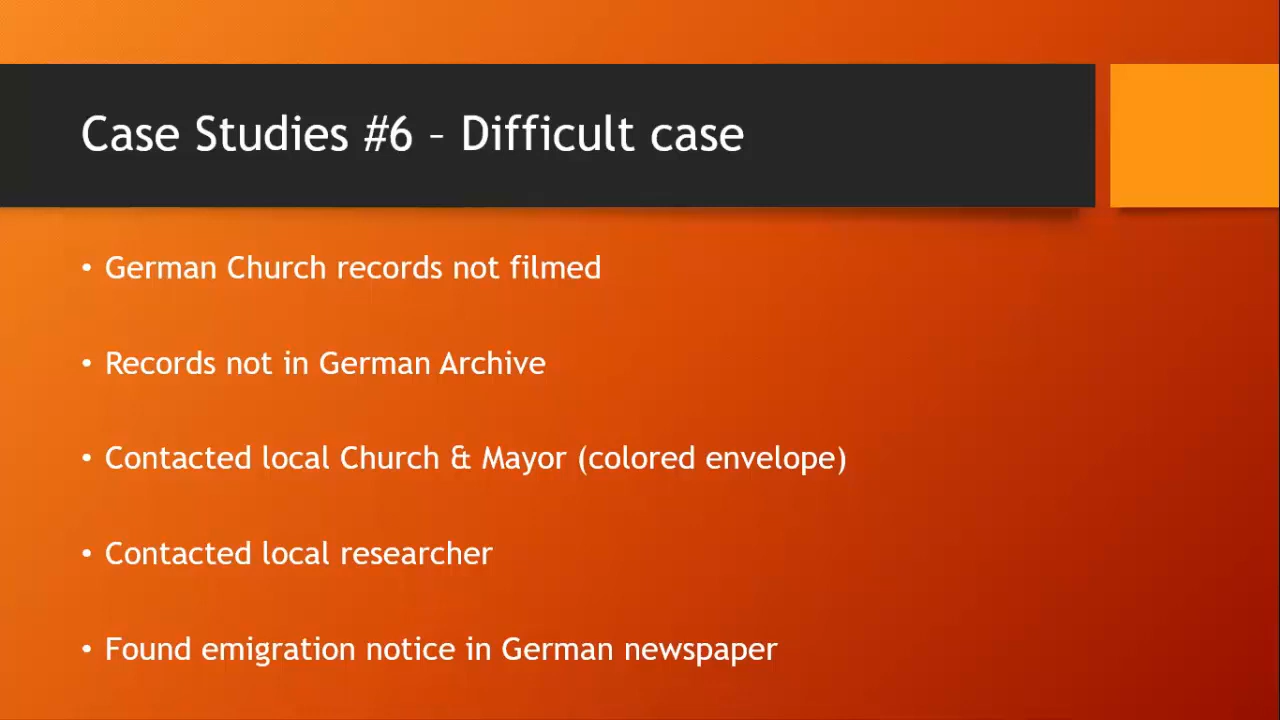 Case Studies #6 – Difficult case
• German Church records not filmed
• Records not in German Archive
• Contacted local Church & Mayor (colored envelope)
• Contacted local researcher
• Found emigration notice in German newspaper